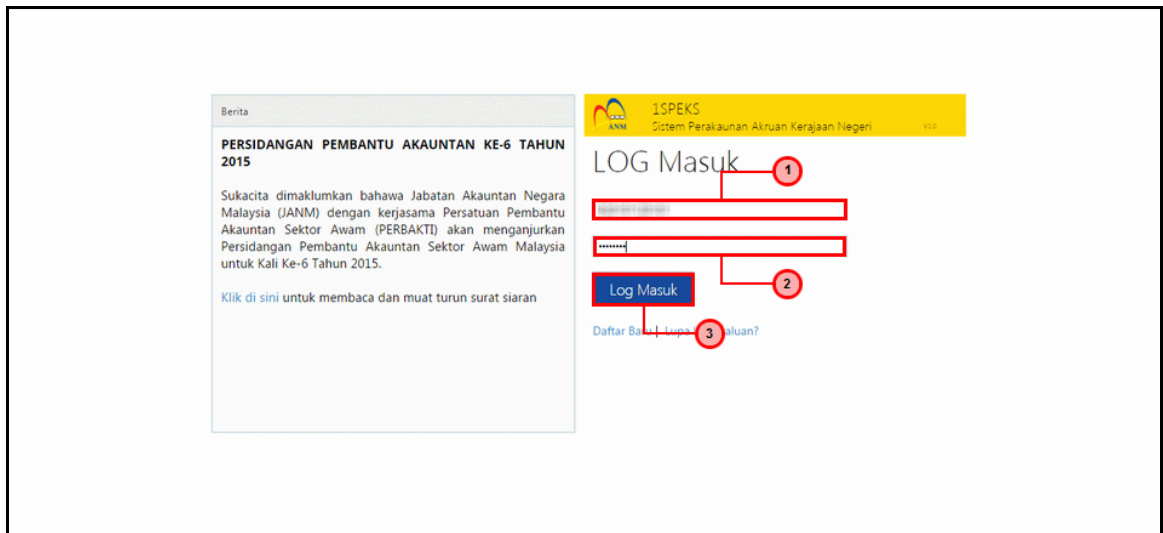 Berita
PERSIDANGAN PEMBANTU AKAUNTAN KE-6 TAHUN
2015
Sukacita dimaklumkan bahawa Jabatan Akauntan Negara
Malaysia (JANM) dengan kerjasama Persatuan Pembantu
Akauntan Sektor Awam (PERBAKTI) akan menganjurkan
Persidangan Pembantu Akauntan Sektor Awam Malaysia
untuk Kali Ke-6 Tahun 2015.
Klik di sini untuk membaca dan muat turun surat siaran
ANM
1SPEKS
Sistem Perakaunan Akruan Kerajaan Negeri
V1.0
LOG Masuk
1
2
Log Masuk
3
Daftar Baru | Lupa aluan?